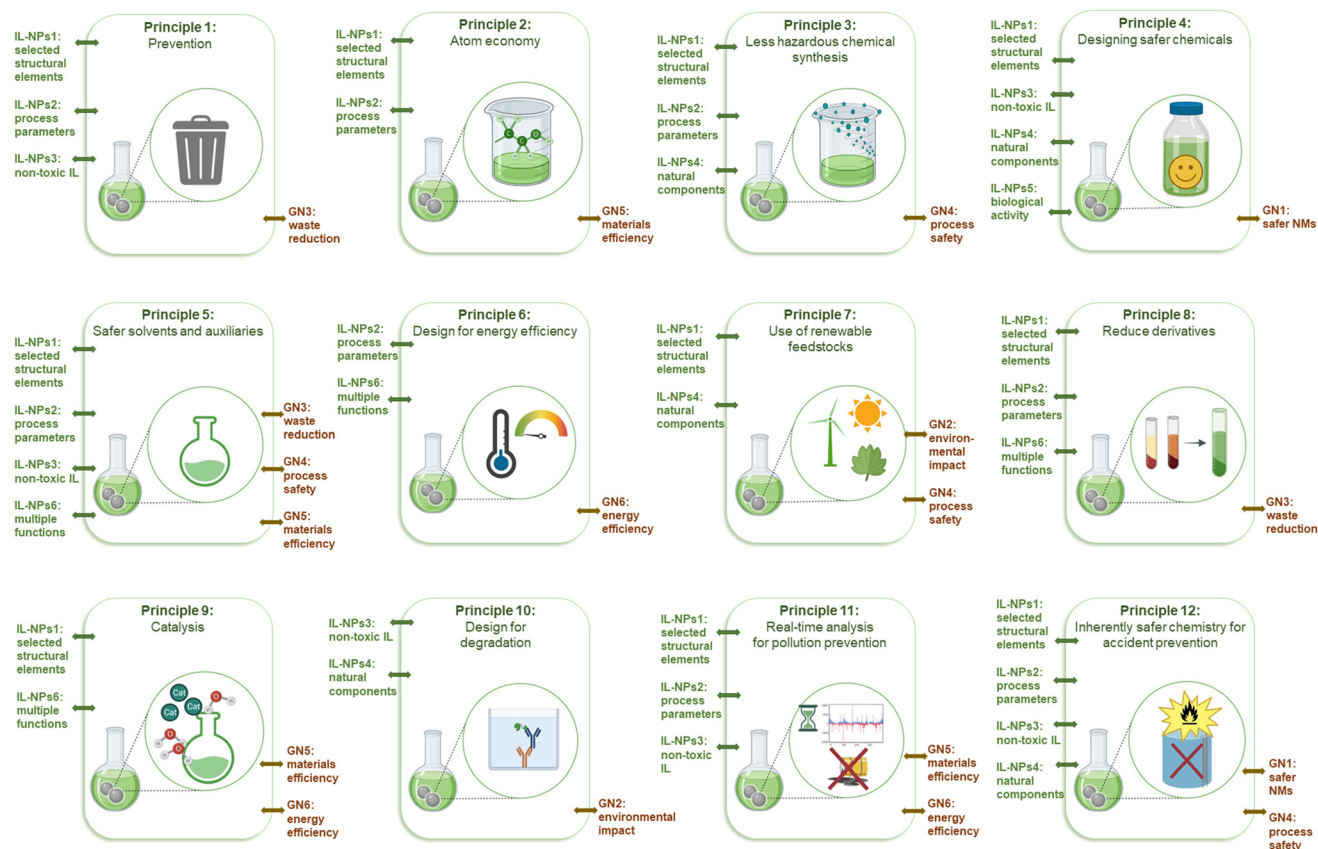 Principle 1:
Prevention
IL-NPs1:
selected
structural
elements
IL-NPs2:
process
parameters
IL-NPs3:
non-toxic IL
GN3:
waste
reduction
Principle 2:
Atom economy
IL-NPs1:
selected
structural
elements
IL-NPs2:
process
parameters
H
H
C
C
O
H
H
GN5:
materials
efficiency
Principle 3:
Less hazardous chemical
synthesis
IL-NPs1:
selected
structural
elements
IL-NPs2:
process
parameters
IL-NPs4:
natural
components
GN4:
process
safety
Principle 4:
Designing safer chemicals
IL-NPs1:
selected
structural
elements
IL-NPs3:
non-toxic IL
IL-NPs4:
natural
components
IL-NPs5:
biological
activity
GN1:
safer NMs
Principle 5:
Safer solvents and auxiliaries
IL-NPs1:
selected
structural
elements
IL-NPs2:
process
parameters
IL-NPs3:
non-toxic IL
IL-NPs6:
multiple
functions
GN3:
waste
reduction
GN4:
process
safety
GN5:
materials
efficiency
Principle 6:
Design for energy efficiency
IL-NPs2:
process
parameters
IL-NPs6:
multiple
functions
GN6:
energy
efficiency
Principle 7:
Use of renewable
feedstocks
IL-NPs1:
selected
structural
elements
IL-NPs4:
natural
components
GN2:
environ-
mental
impact
GN4:
process
safety
Principle 8:
Reduce derivatives
IL-NPs1:
selected
structural
elements
IL-NPs2:
process
parameters
IL-NPs6:
multiple
functions
GN3:
waste
reduction
Principle 9:
Catalysis
IL-NPs1:
selected
structural
elements
IL-NPs6:
multiple
functions
Cat
Cat
Cat
O
H
H
O
H
O
H
H
GN5:
materials
efficiency
GN6:
energy
efficiency
Principle 10:
Design for
degradation
IL-NPs3:
non-toxic IL
IL-NPs4:
natural
components
GN2:
environmental
impact
Principle 11:
Real-time analysis
for pollution prevention
IL-NPs1:
selected
structural
elements
IL-NPs2:
process
parameters
IL-NPs3:
non-toxic
IL
GN5:
materials
efficiency
GN6:
energy
efficiency
Principle 12:
Inherently safer chemistry for
accident prevention
IL-NPs1:
selected
structural
elements
IL-NPs2:
process
parameters
IL-NPs3:
non-toxic IL
IL-NPs4:
natural
components
GN1:
safer
NMs
GN4:
process
safety